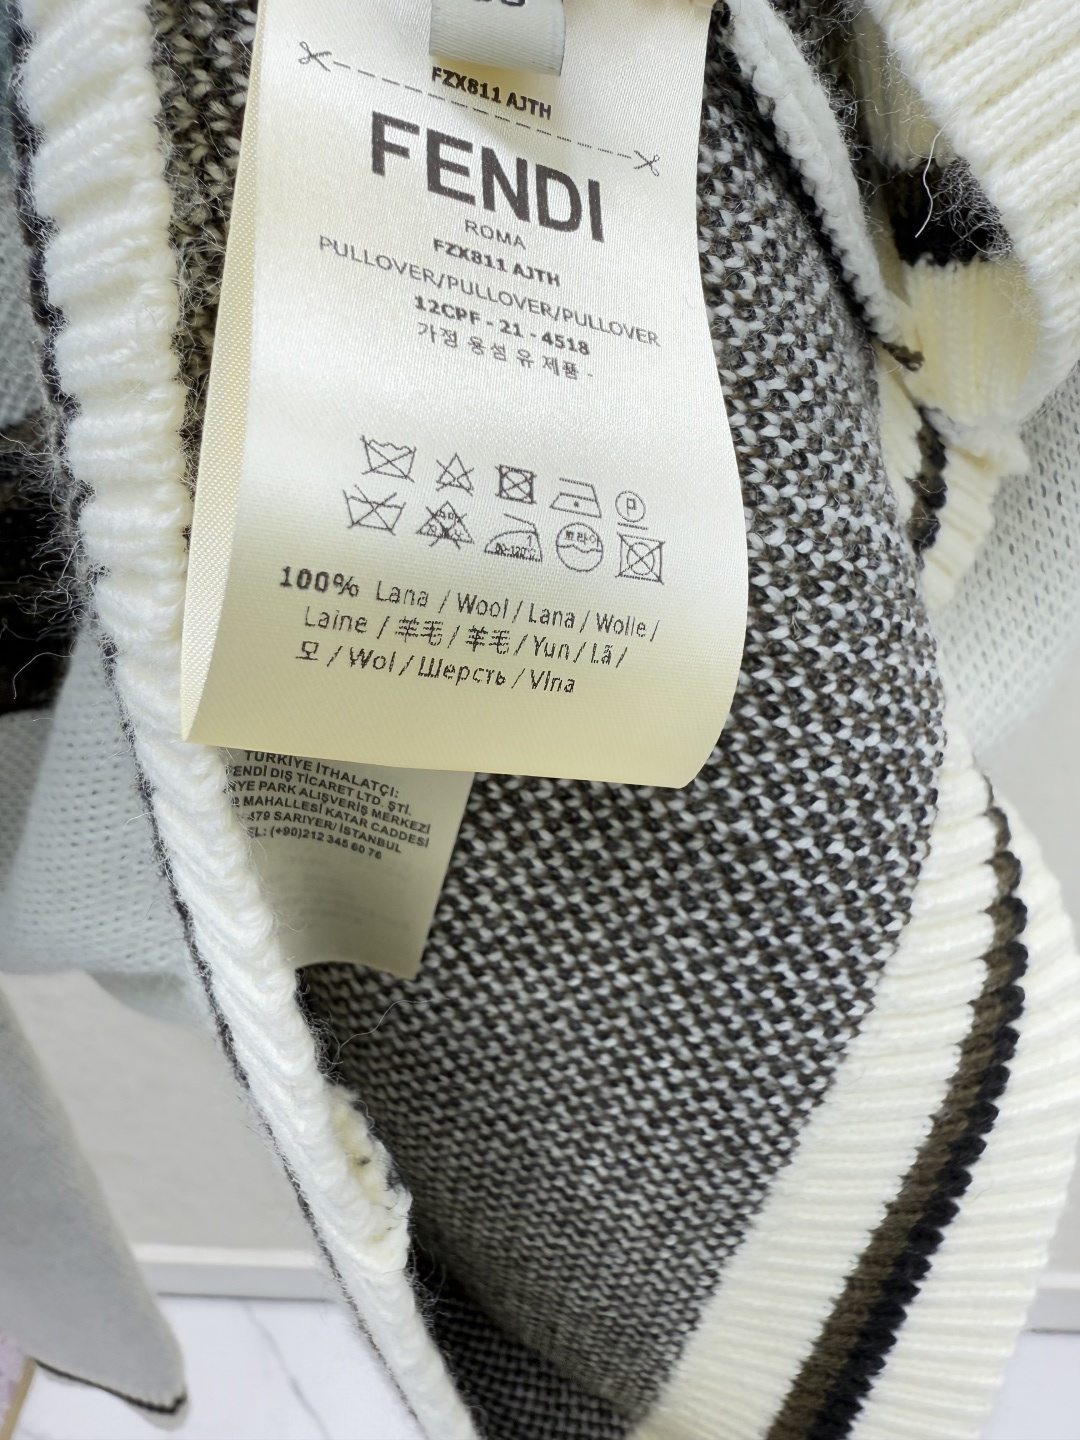 FZX811 AJTH
FENDI
ROMA
FZX811 AJTH
PULLOVER/PULLOVER/PULLOVER
12CPF - 21 - 4518
가정 용 섬 유 제품 -
100% Lana / Wool / Lana / Wolle /
Laine / 羊毛 / 羊毛 / Yun / Lã /
모 / Wol / Шерсть / Vlna
TÜRKİYE İTHALATÇI:
FENDİ DIŞ TİCARET LTD. ŞTİ.
PARK ALIŞVERİŞ MERKEZİ
MAHALLESİ KATAR CADDESİ
SARIYER/ İSTANBUL
(+90)212 345 60 76